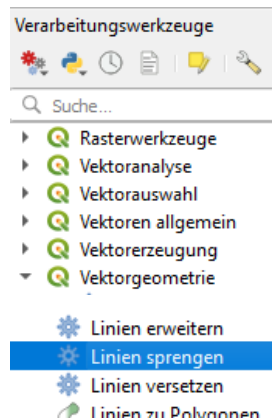 Verarbeitungswerkzeuge
Suche...
Rasterwerkzeuge
Vektoranalyse
Vektorauswahl
Vektoren allgemein
Vektorerzeugung
Vektorgeometrie
Linien erweitern
Linien sprengen
Linien versetzen
Linien zu Polygonen